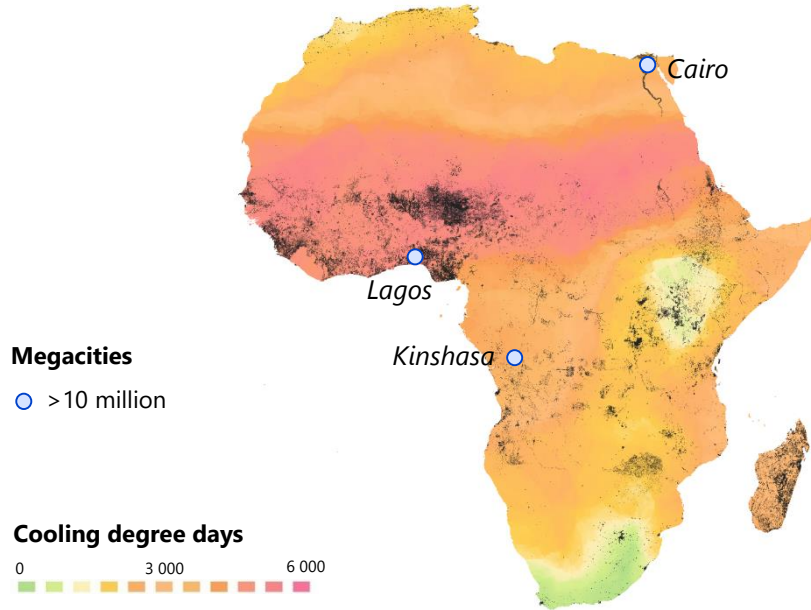 Cairo
Lagos
Kinshasa
Megacities
>10 million
Cooling degree days
0 3 000 6 000